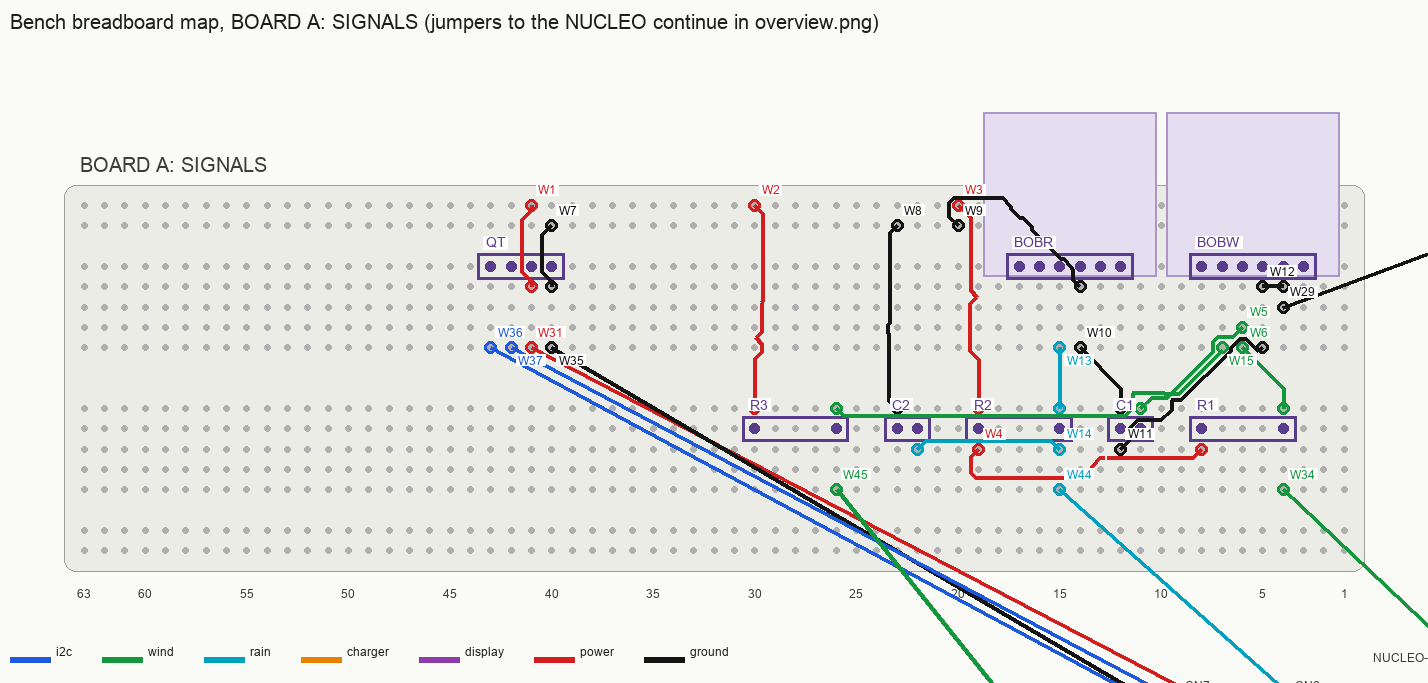 Bench breadboard map, BOARD A: SIGNALS (jumpers to the NUCLEO continue in overview.png)
BOARD A: SIGNALS
W1 W2 W3
W7 W8 W9
QT BOBR BOBW
W12
W29
W5
W36 W31 W10 W6
W37 W35 W13 W15
R3 C2 R2 C1 R1
W4 W14 W11
W45 W44 W34
63 60 55 50 45 40 35 30 25 20 15 10 5 1
i2c wind rain charger display power ground
NUCLEO-